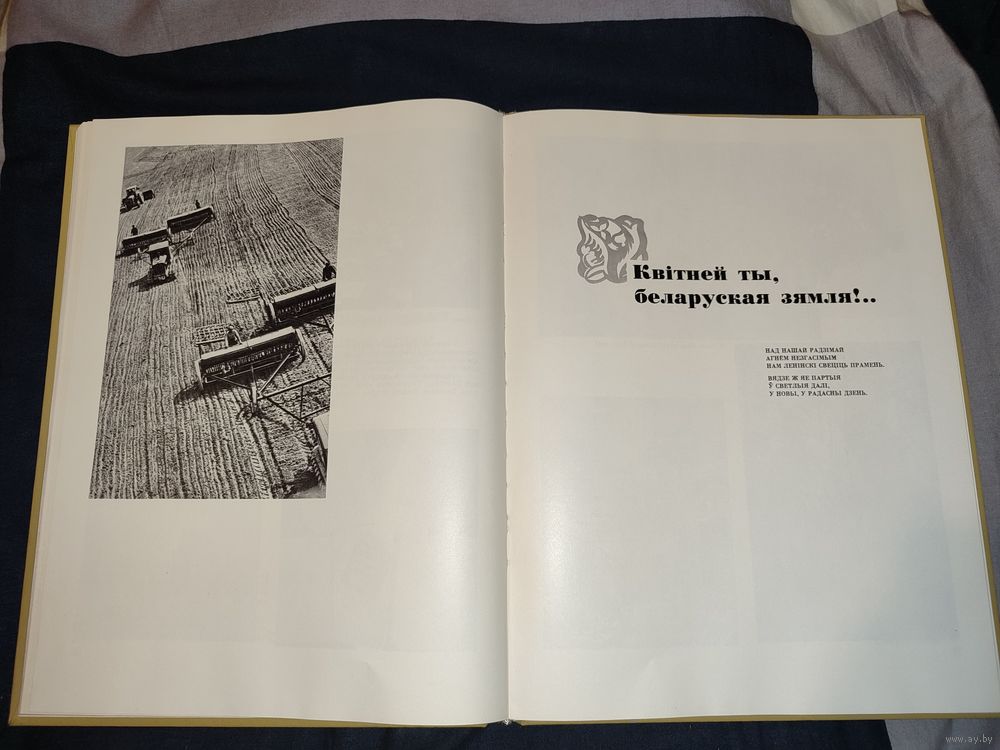 Квітней ты,
беларуская зямля!..
НАД НАШАЙ РАДЗІМАЙ
АГНЁМ НЕЗГАСІМЫМ
НАМ ЛЕНІНСКІ СВЕЦІЦЬ ПРАМЕНЬ.
ВЯДЗЕ Ж ЯЕ ПАРТЫЯ
Ў СВЕТЛЫЯ ДАЛІ,
У НОВЫ, У РАДАСНЫ ДЗЕНЬ.
www.ay.by